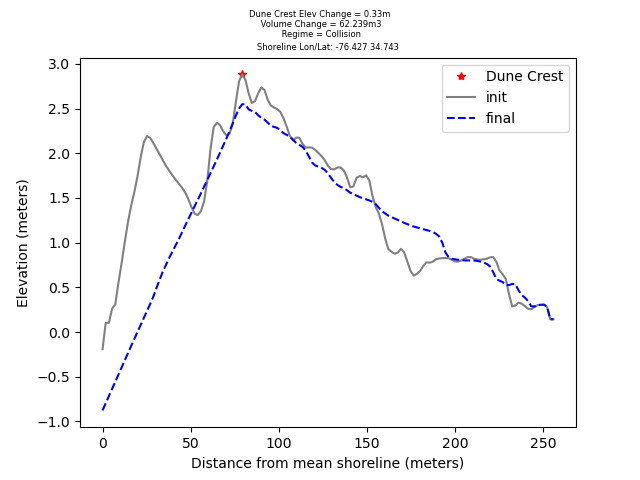 Dune Crest Elev Change = 0.33m
Volume Change = 62.239m3
Regime = Collision
Shoreline Lon/Lat: -76.427 34.743
Dune Crest
init
final
Elevation (meters)
3.0
2.5
2.0
1.5
1.0
0.5
0.0
−0.5
−1.0
0 50 100 150 200 250
Distance from mean shoreline (meters)